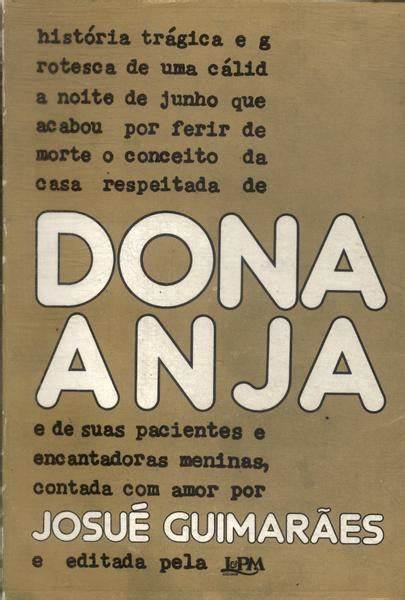 história trágica e g
rotesca de uma cálid
a noite de junho que
acabou por ferir de
morte o conceito da
casa respeitada de
DONA
ANJA
e de suas pacientes e
encantadoras meninas,
contada com amor por
JOSUÉ GUIMARÃES
e editada pela L&PM